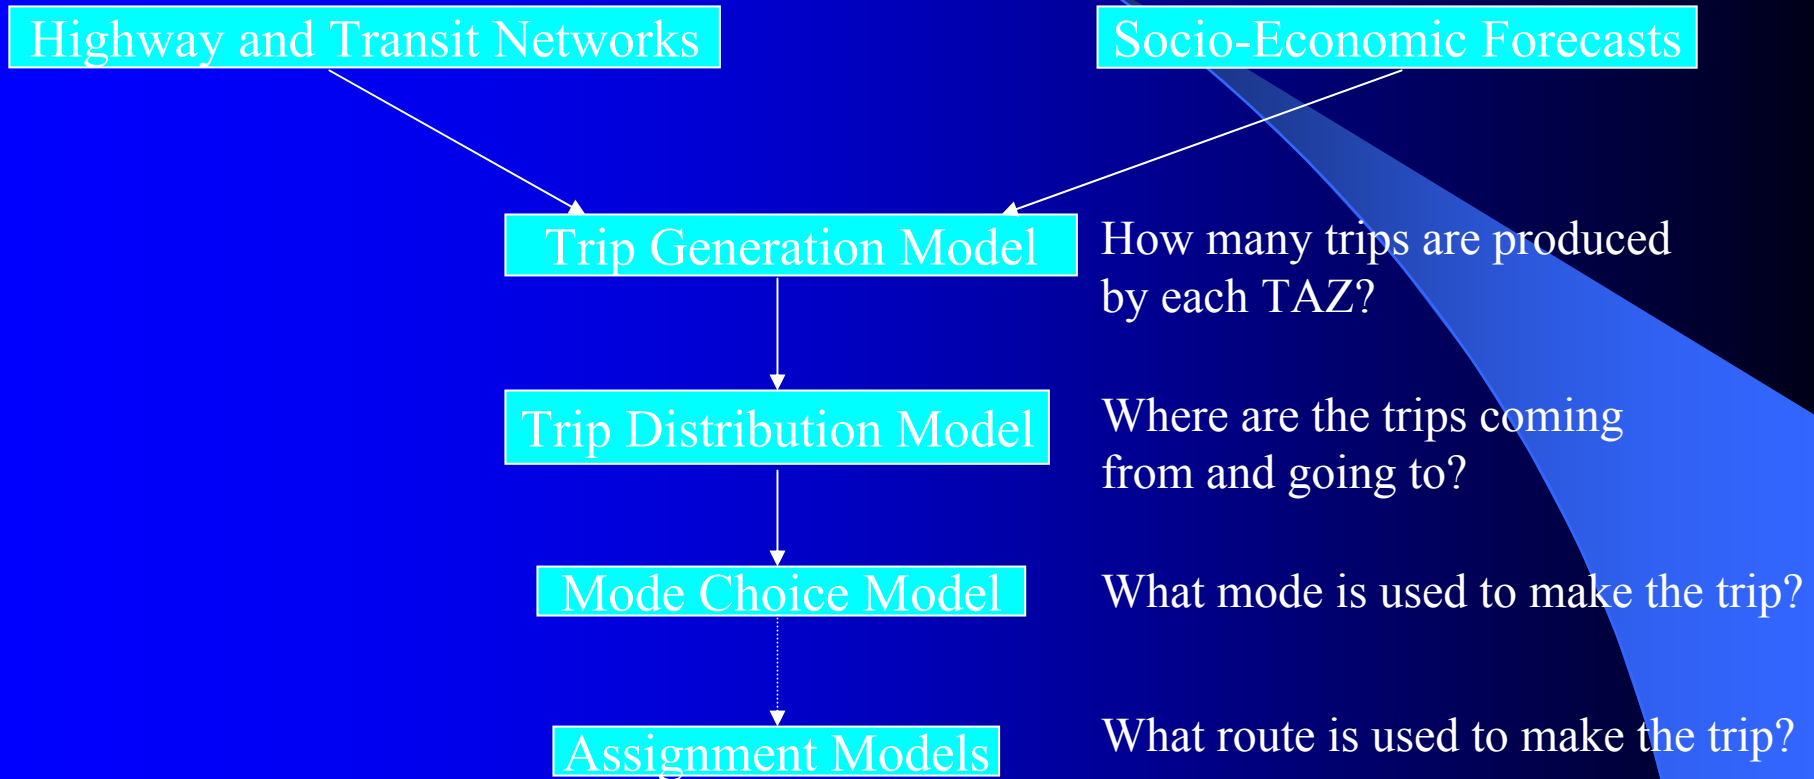 Highway and Transit Networks
Socio-Economic Forecasts
Trip Generation Model
How many trips are produced
by each TAZ?
Trip Distribution Model
Where are the trips coming
from and going to?
Mode Choice Model
What mode is used to make the trip?
Assignment Models
What route is used to make the trip?